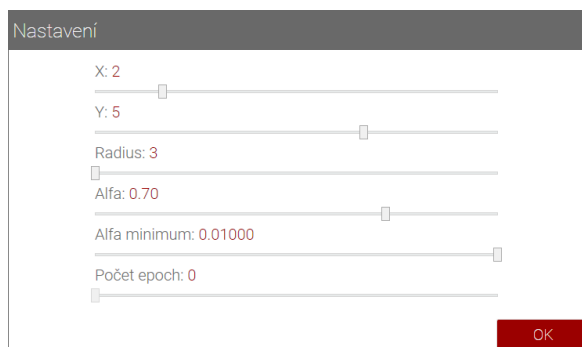 Nastavení
X: 2
Y: 5
Radius: 3
Alfa: 0.70
Alfa minimum: 0.01000
Počet epoch: 0
OK